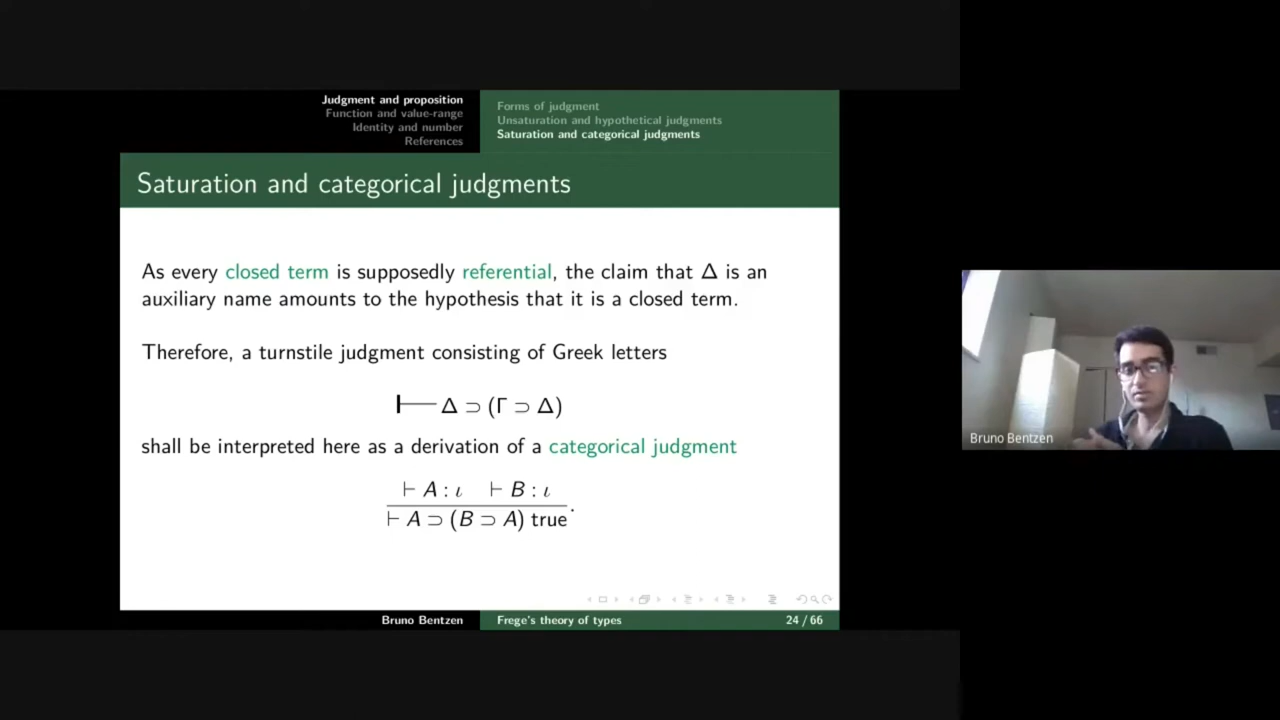 Judgment and proposition
Function and value-range
Identity and number
References
Forms of judgment
Unsaturation and hypothetical judgments
Saturation and categorical judgments
Saturation and categorical judgments
As every closed term is supposedly referential, the claim that Δ is an
auxiliary name amounts to the hypothesis that it is a closed term.
Therefore, a turnstile judgment consisting of Greek letters
⊢ Δ ⊃ (Γ ⊃ Δ)
shall be interpreted here as a derivation of a categorical judgment
⊢ A : ι ⊢ B : ι
⊢ A ⊃ (B ⊃ A) true.
Bruno Bentzen
Frege's theory of types
24 / 66
Bruno Bentzen